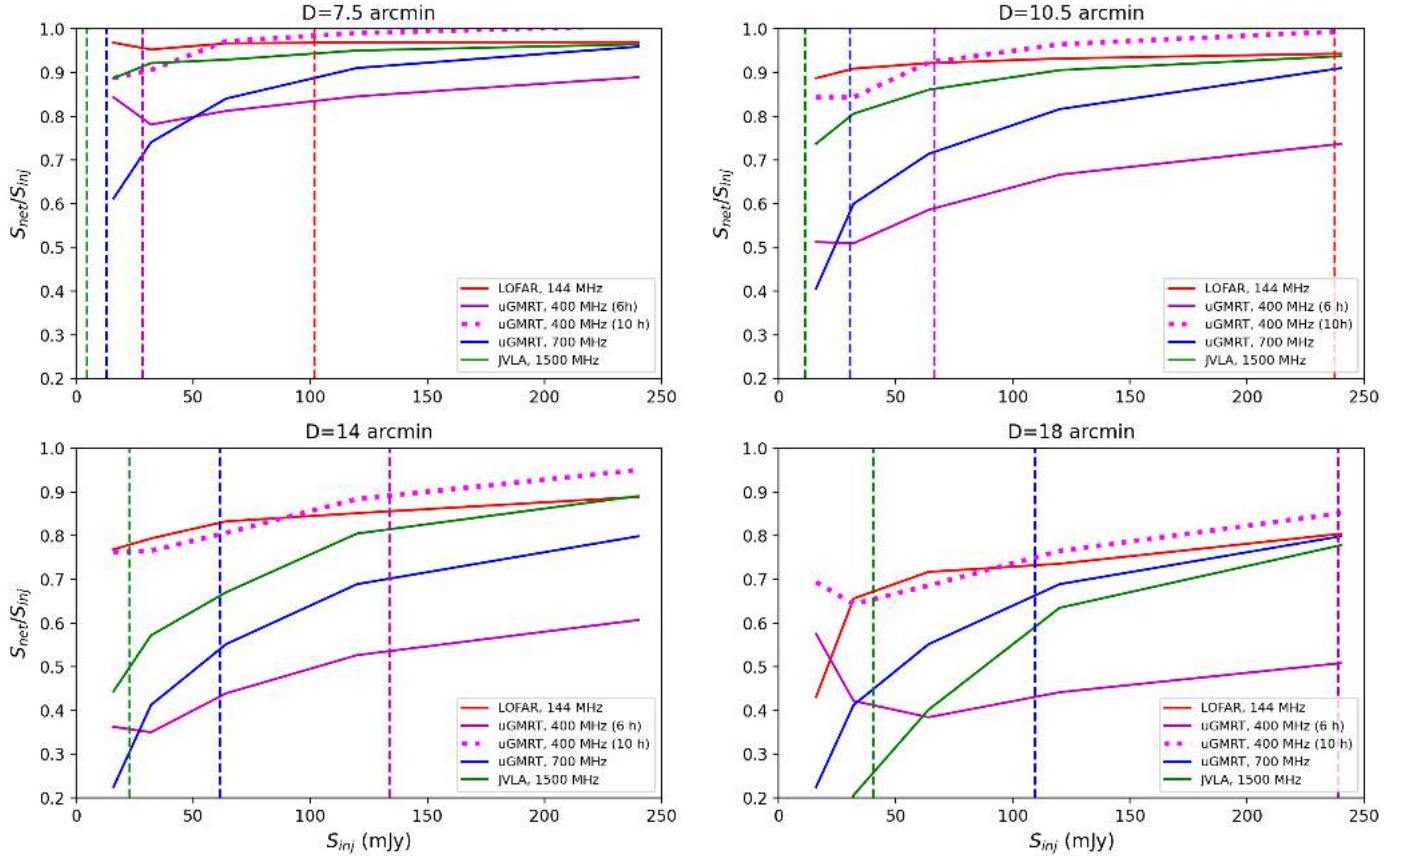 D=7.5 arcmin
1.0
0.9
0.8
0.7
0.6
0.5
0.4
0.3
0.2
S_net/S_inj
LOFAR, 144 MHz
uGMRT, 400 MHz (6h)
uGMRT, 400 MHz (10 h)
uGMRT, 700 MHz
JVLA, 1500 MHz
0 50 100 150 200 250
D=10.5 arcmin
1.0
0.9
0.8
0.7
0.6
0.5
0.4
0.3
0.2
S_net/S_inj
LOFAR, 144 MHz
uGMRT, 400 MHz (6 h)
uGMRT, 400 MHz (10h)
uGMRT, 700 MHz
JVLA, 1500 MHz
0 50 100 150 200 250
D=14 arcmin
1.0
0.9
0.8
0.7
0.6
0.5
0.4
0.3
0.2
S_net/S_inj
LOFAR, 144 MHz
uGMRT, 400 MHz (6 h)
uGMRT, 400 MHz (10 h)
uGMRT, 700 MHz
JVLA, 1500 MHz
0 50 100 150 200 250
S_inj (mJy)
D=18 arcmin
1.0
0.9
0.8
0.7
0.6
0.5
0.4
0.3
0.2
LOFAR, 144 MHz
uGMRT, 400 MHz (6 h)
uGMRT, 400 MHz (10 h)
uGMRT, 700 MHz
JVLA, 1500 MHz
0 50 100 150 200 250
S_inj (mJy)